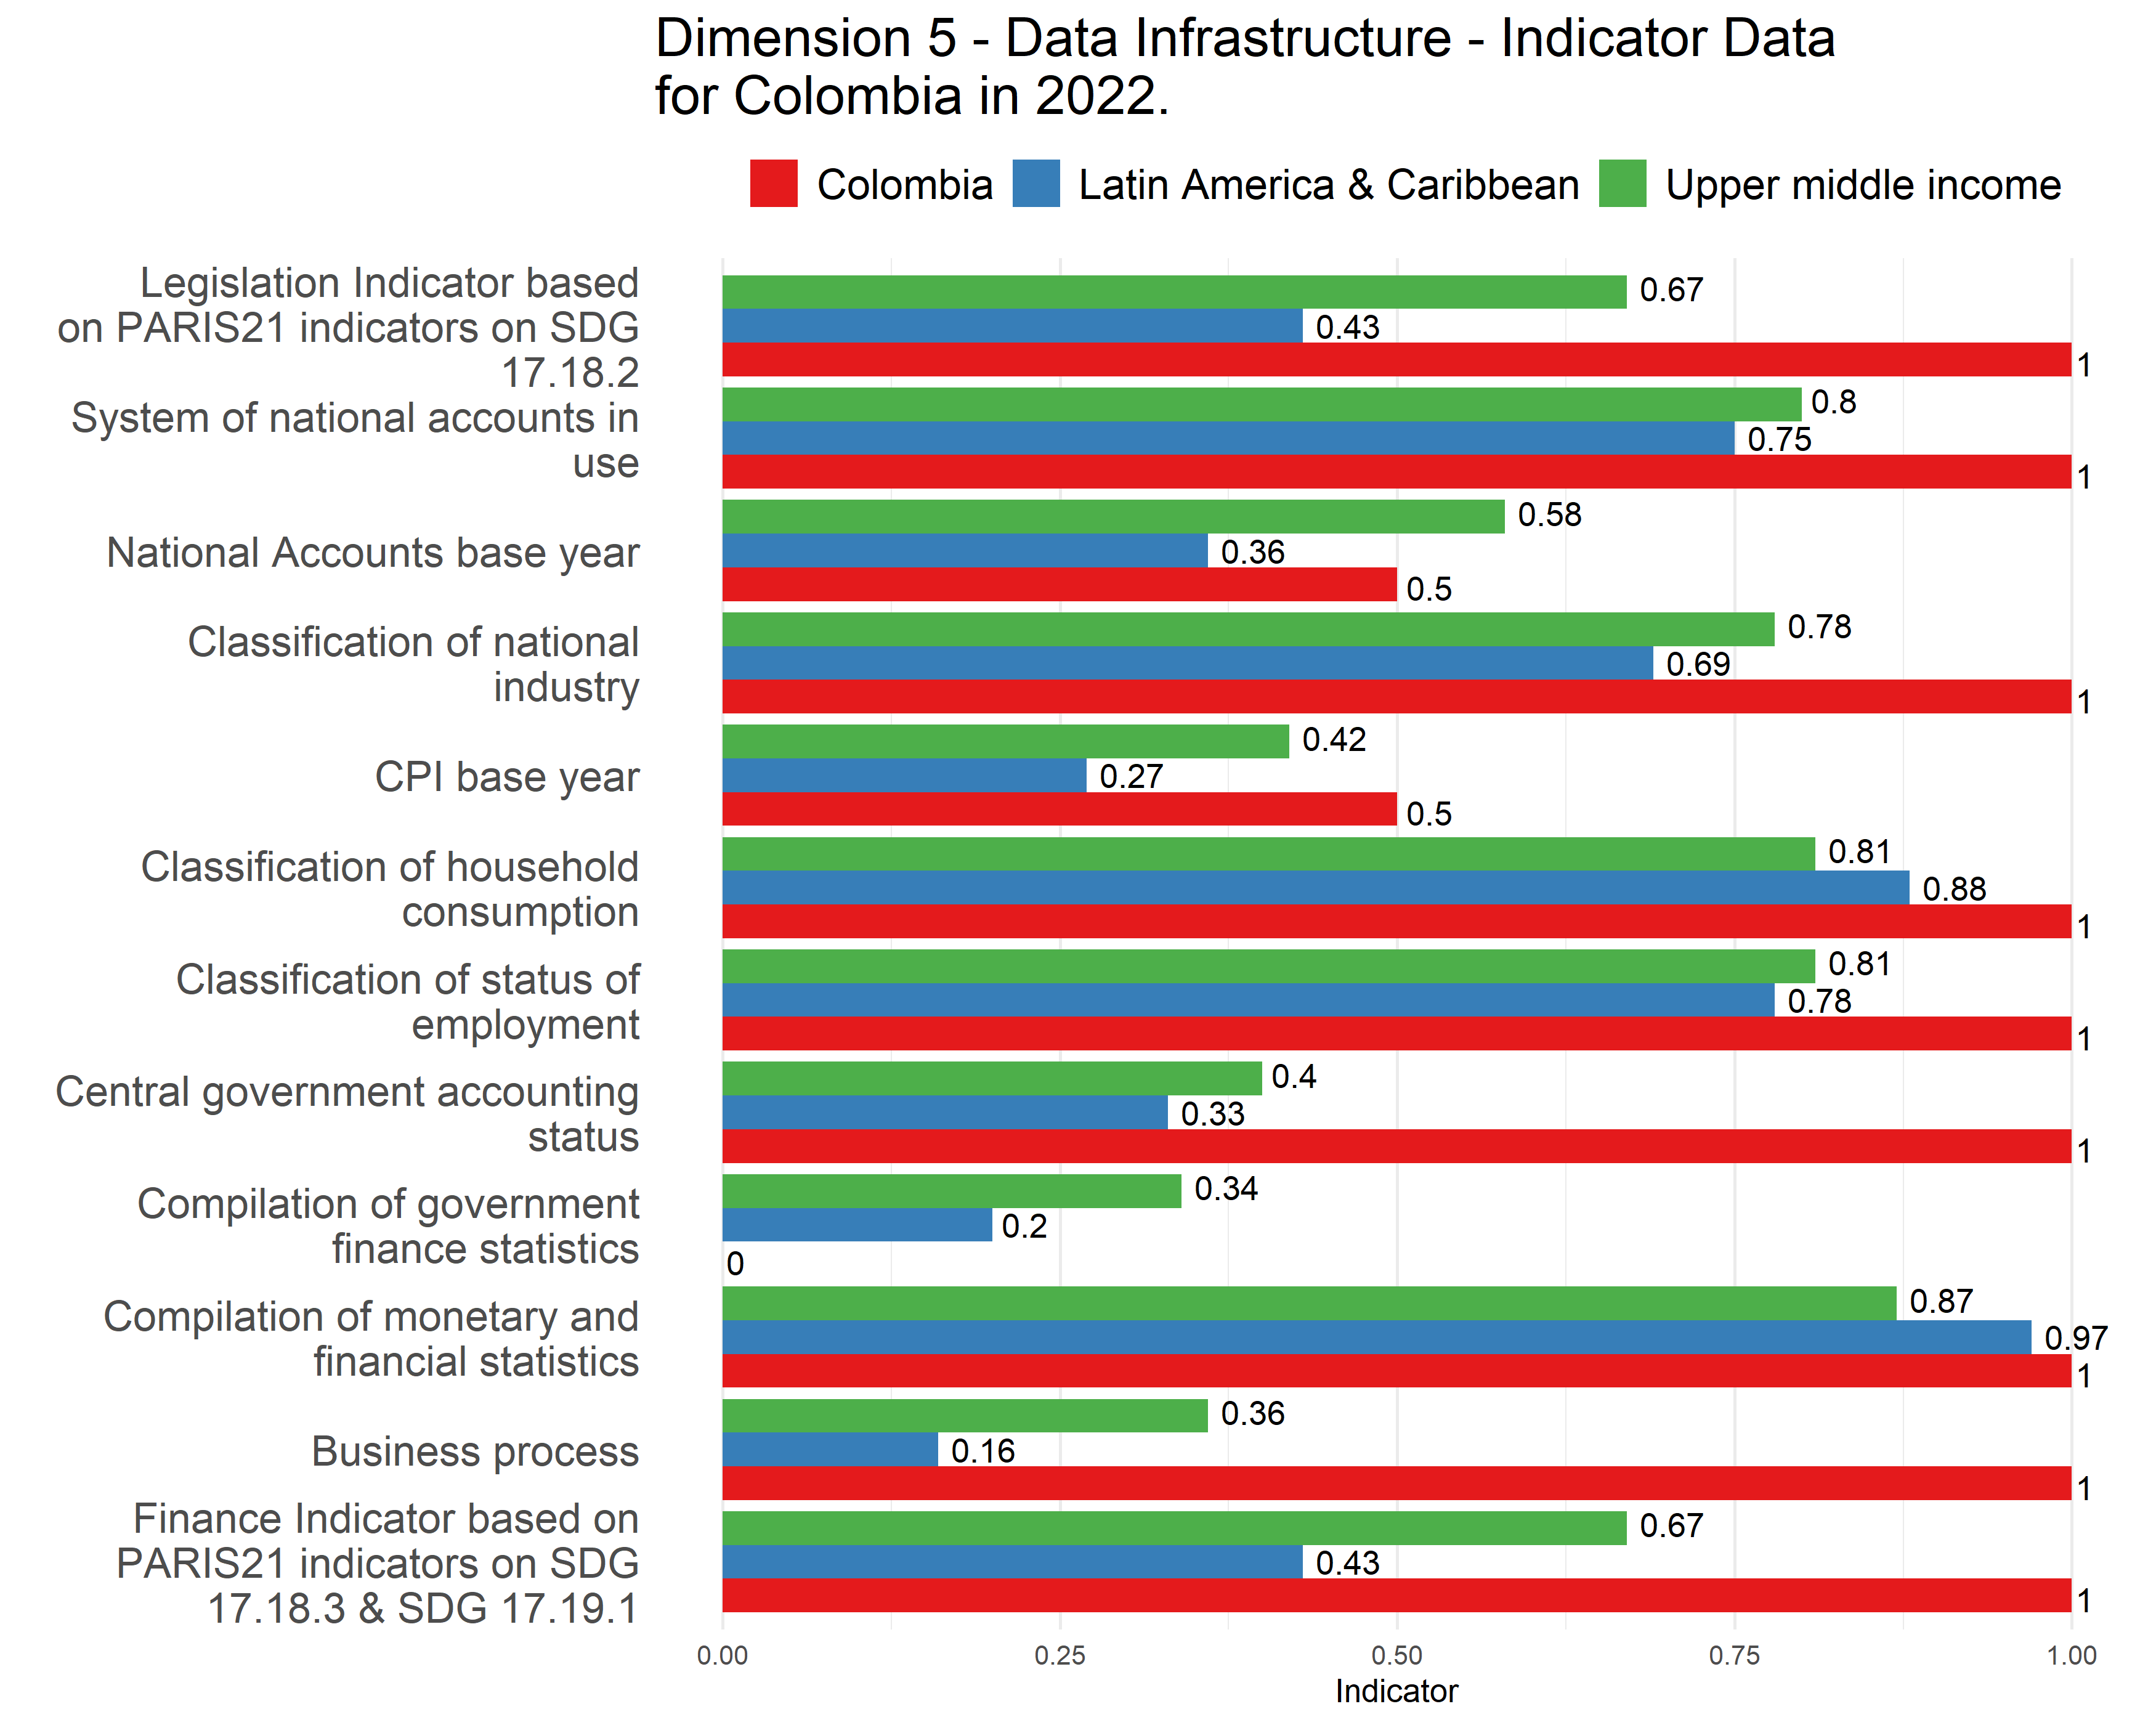 Dimension 5 - Data Infrastructure - Indicator Data
for Colombia in 2022.
Colombia Latin America & Caribbean Upper middle income
Legislation Indicator based
on PARIS21 indicators on SDG
17.18.2
0.67
0.43
1
System of national accounts in
use
0.8
0.75
1
National Accounts base year
0.58
0.36
0.5
Classification of national
industry
0.78
0.69
1
CPI base year
0.42
0.27
0.5
Classification of household
consumption
0.81
0.88
1
Classification of status of
employment
0.81
0.78
1
Central government accounting
status
0.4
0.33
1
Compilation of government
finance statistics
0.34
0.2
0
Compilation of monetary and
financial statistics
0.87
0.97
1
Business process
0.36
0.16
1
Finance Indicator based on
PARIS21 indicators on SDG
17.18.3 & SDG 17.19.1
0.67
0.43
1
0.00 0.25 0.50 0.75 1.00
Indicator